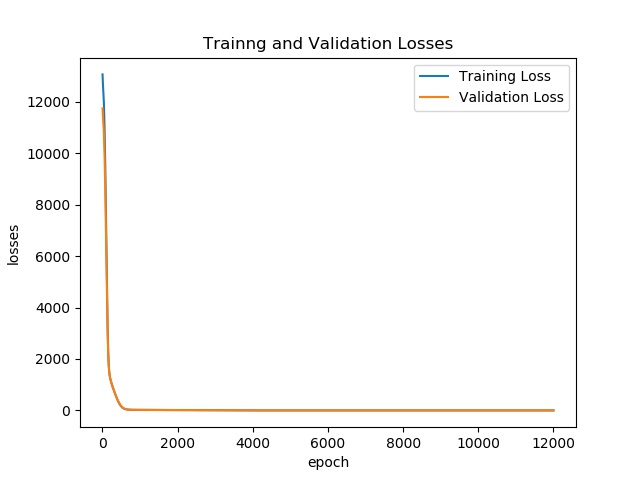 Trainng and Validation Losses
Training Loss
Validation Loss
12000
10000
8000
6000
4000
2000
0
losses
0 2000 4000 6000 8000 10000 12000
epoch